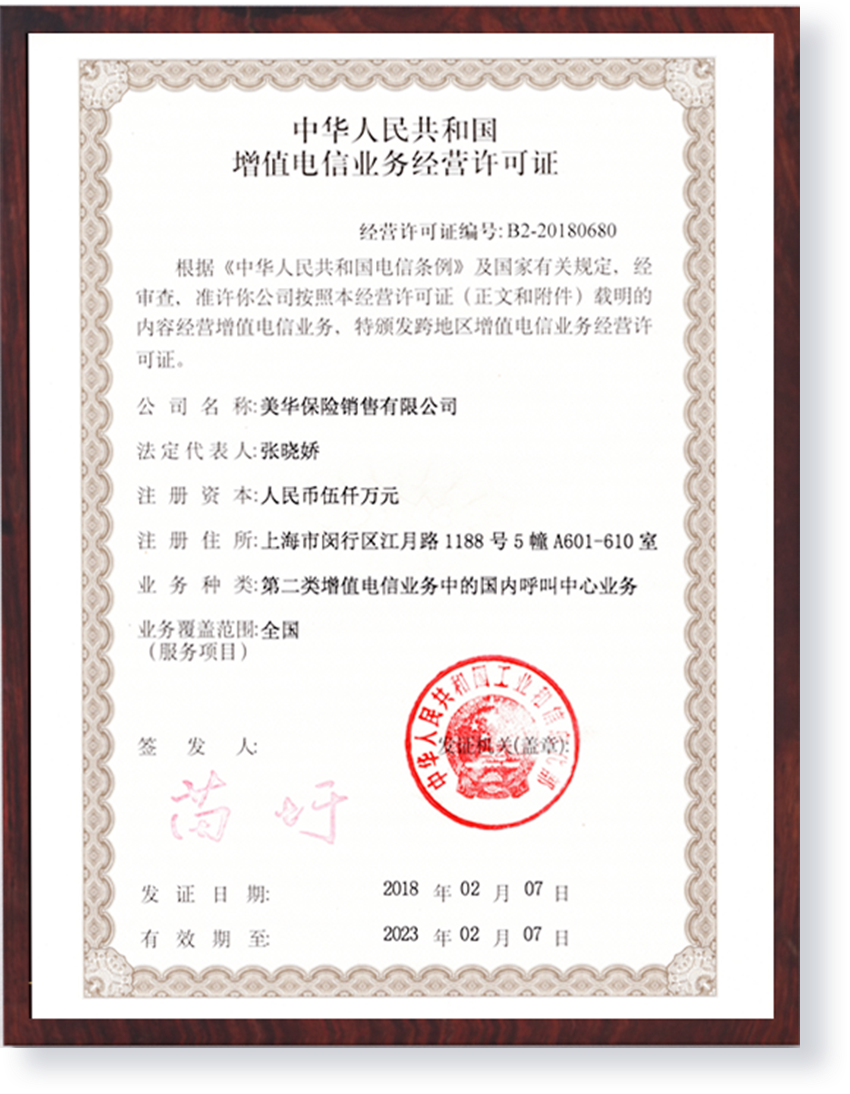 中华人民共和国
增值电信业务经营许可证
经营许可证编号:B2-20180680
根据《中华人民共和国电信条例》及国家有关规定、经
审查、准许你公司按照本经营许可证（正文和附件）载明的
内容经营增值电信业务、特颁发跨地区增值电信业务经营许
可证。
公司名称:美华保险销售有限公司
法定代表人:张晓娇
注册资本:人民币伍仟万元
注册住所:上海市闵行区江月路1188号5幢A601-610室
业务种类:第二类增值电信业务中的国内呼叫中心业务
业务覆盖范围:全国
（服务项目）
中华人民共和国工业和信息化部
签发人:
发证机关(盖章):
苗圩
发证日期: 2018 年 02 月 07 日
有效期至: 2023 年 02 月 07 日